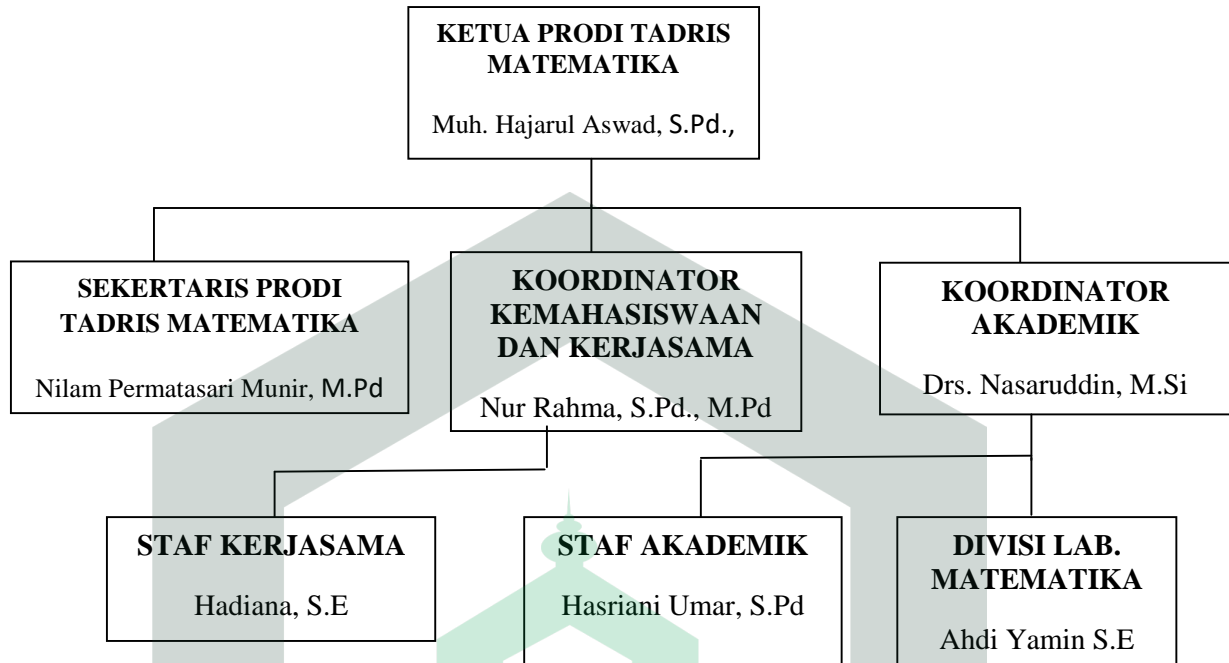 KETUA PRODI TADRIS
MATEMATIKA
Muh. Hajarul Aswad, S.Pd.,
SEKERTARIS PRODI
TADRIS MATEMATIKA
Nilam Permatasari Munir, M.Pd
KOORDINATOR
KEMAHASISWAAN
DAN KERJASAMA
Nur Rahma, S.Pd., M.Pd
KOORDINATOR
AKADEMIK
Drs. Nasaruddin, M.Si
STAF KERJASAMA
Hadiana, S.E
STAF AKADEMIK
Hasriani Umar, S.Pd
DIVISI LAB.
MATEMATIKA
Ahdi Yamin S.E